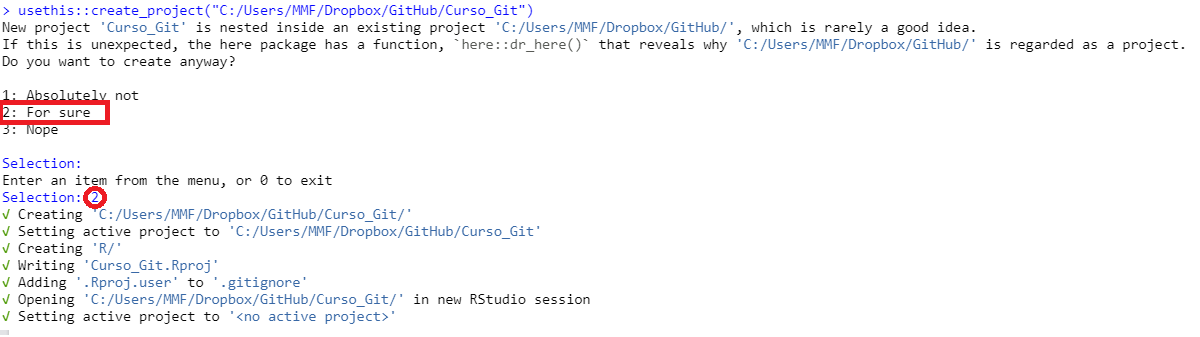 > usethis::create_project("C:/Users/MMF/Dropbox/GitHub/Curso_Git")
New project 'Curso_Git' is nested inside an existing project 'C:/Users/MMF/Dropbox/GitHub/', which is rarely a good idea.
If this is unexpected, the here package has a function, `here::dr_here()` that reveals why 'C:/Users/MMF/Dropbox/GitHub/' is regarded as a project.
Do you want to create anyway?
1: Absolutely not
2: For sure
3: Nope
Selection:
Enter an item from the menu, or 0 to exit
Selection: 2
√ Creating 'C:/Users/MMF/Dropbox/GitHub/Curso_Git/'
√ Setting active project to 'C:/Users/MMF/Dropbox/GitHub/Curso_Git'
√ Creating 'R/'
√ Writing 'Curso_Git.Rproj'
√ Adding '.Rproj.user' to '.gitignore'
√ Opening 'C:/Users/MMF/Dropbox/GitHub/Curso_Git/' in new RStudio session
√ Setting active project to '<no active project>'